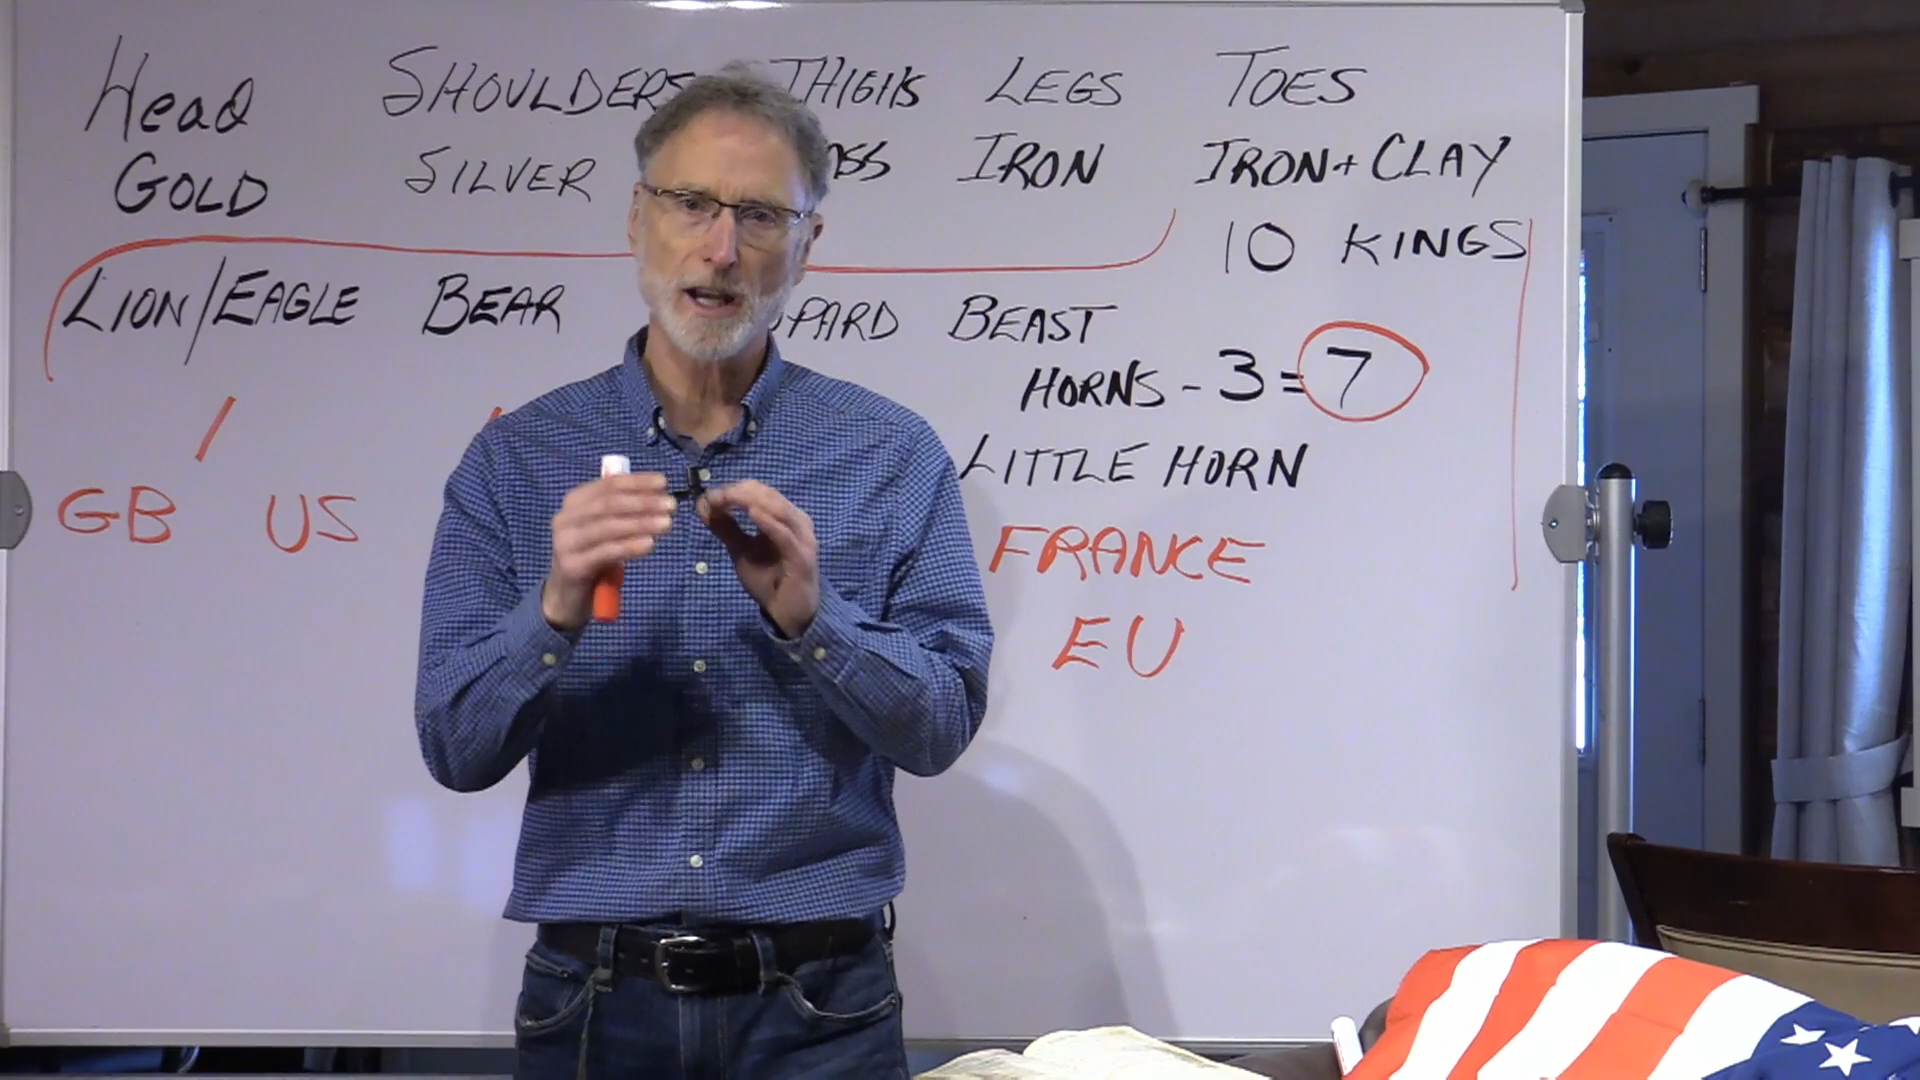 Head SHOULDERS THIGHS LEGS TOES
GOLD SILVER IRON IRON + CLAY
10 KINGS
LION/EAGLE BEAR BEAST
HORNS - 3 = 7
LITTLE HORN
GB US FRANCE
EU